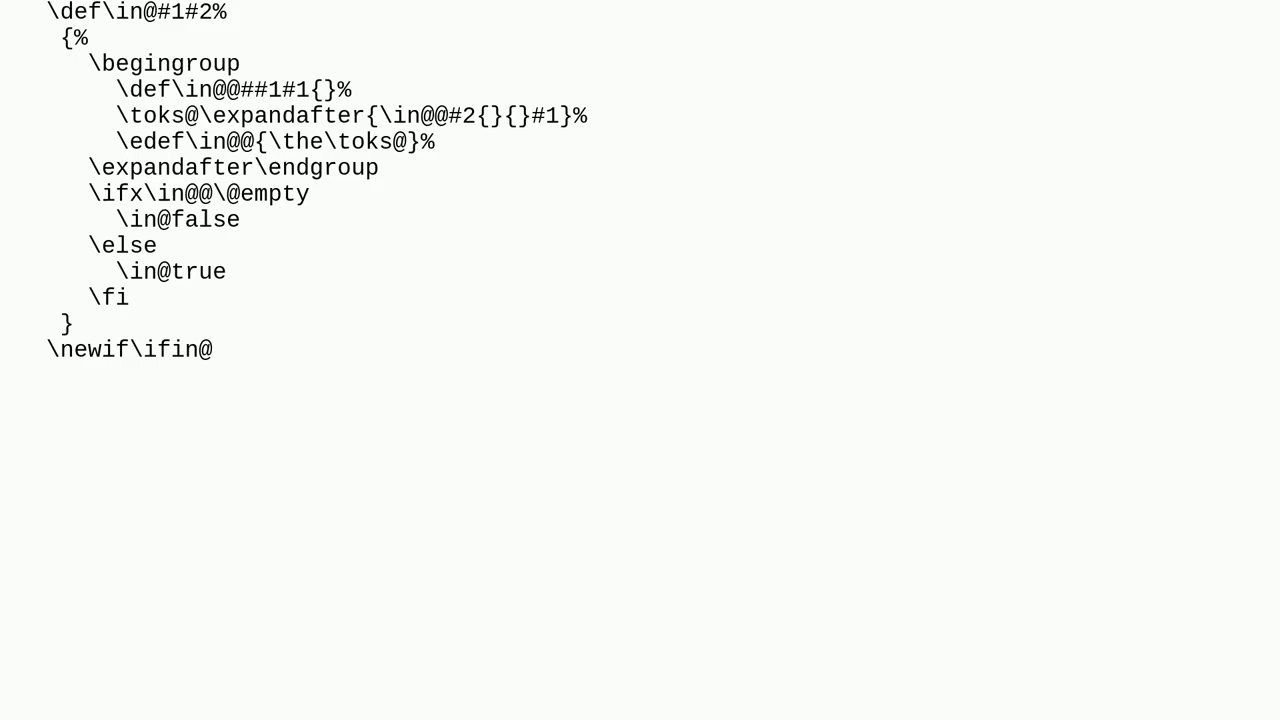 \def\in@#1#2%
 {%
   \begingroup
     \def\in@@##1#1{}%
     \toks@\expandafter{\in@@#2{}{}#1}%
     \edef\in@@{\the\toks@}%
   \expandafter\endgroup
   \ifx\in@@\@empty
     \in@false
   \else
     \in@true
   \fi
 }
\newif\ifin@